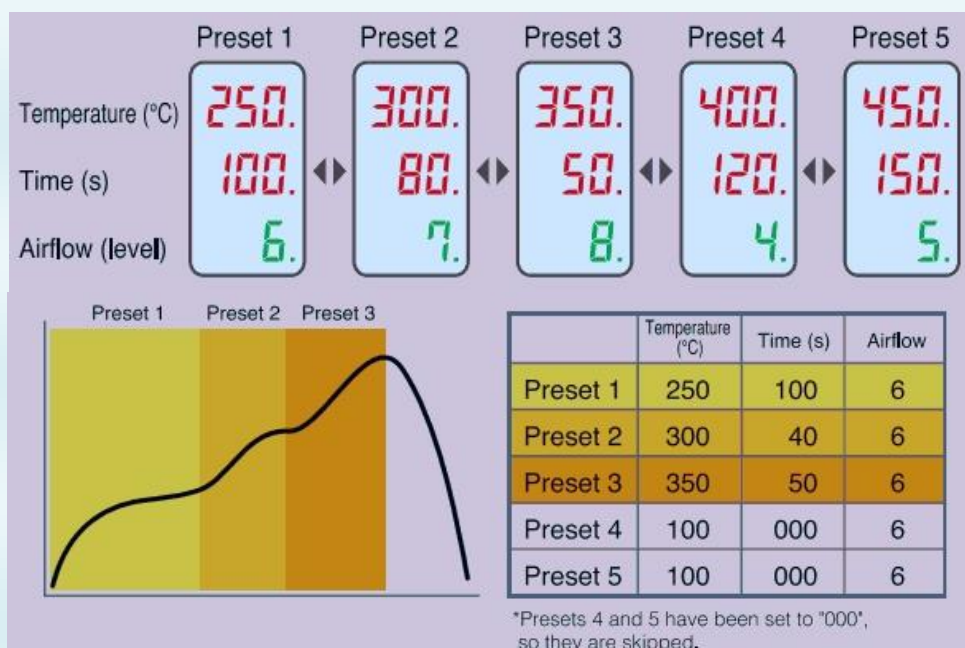 Preset 1 Preset 2 Preset 3 Preset 4 Preset 5
Temperature (°C) 250. 300. 350. 400. 450.
Time (s) 100. 80. 50. 120. 150.
Airflow (level) 6. 7. 8. 4. 5.
Preset 1 Preset 2 Preset 3
Temperature (°C) Time (s) Airflow
Preset 1 250 100 6
Preset 2 300 40 6
Preset 3 350 50 6
Preset 4 100 000 6
Preset 5 100 000 6
*Presets 4 and 5 have been set to "000",
so they are skipped.